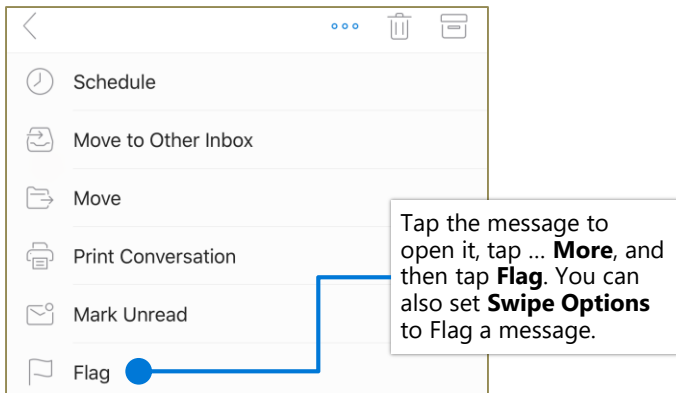 Schedule
Move to Other Inbox
Move
Print Conversation
Mark Unread
Flag
Tap the message to
open it, tap ... More, and
then tap Flag. You can
also set Swipe Options
to Flag a message.